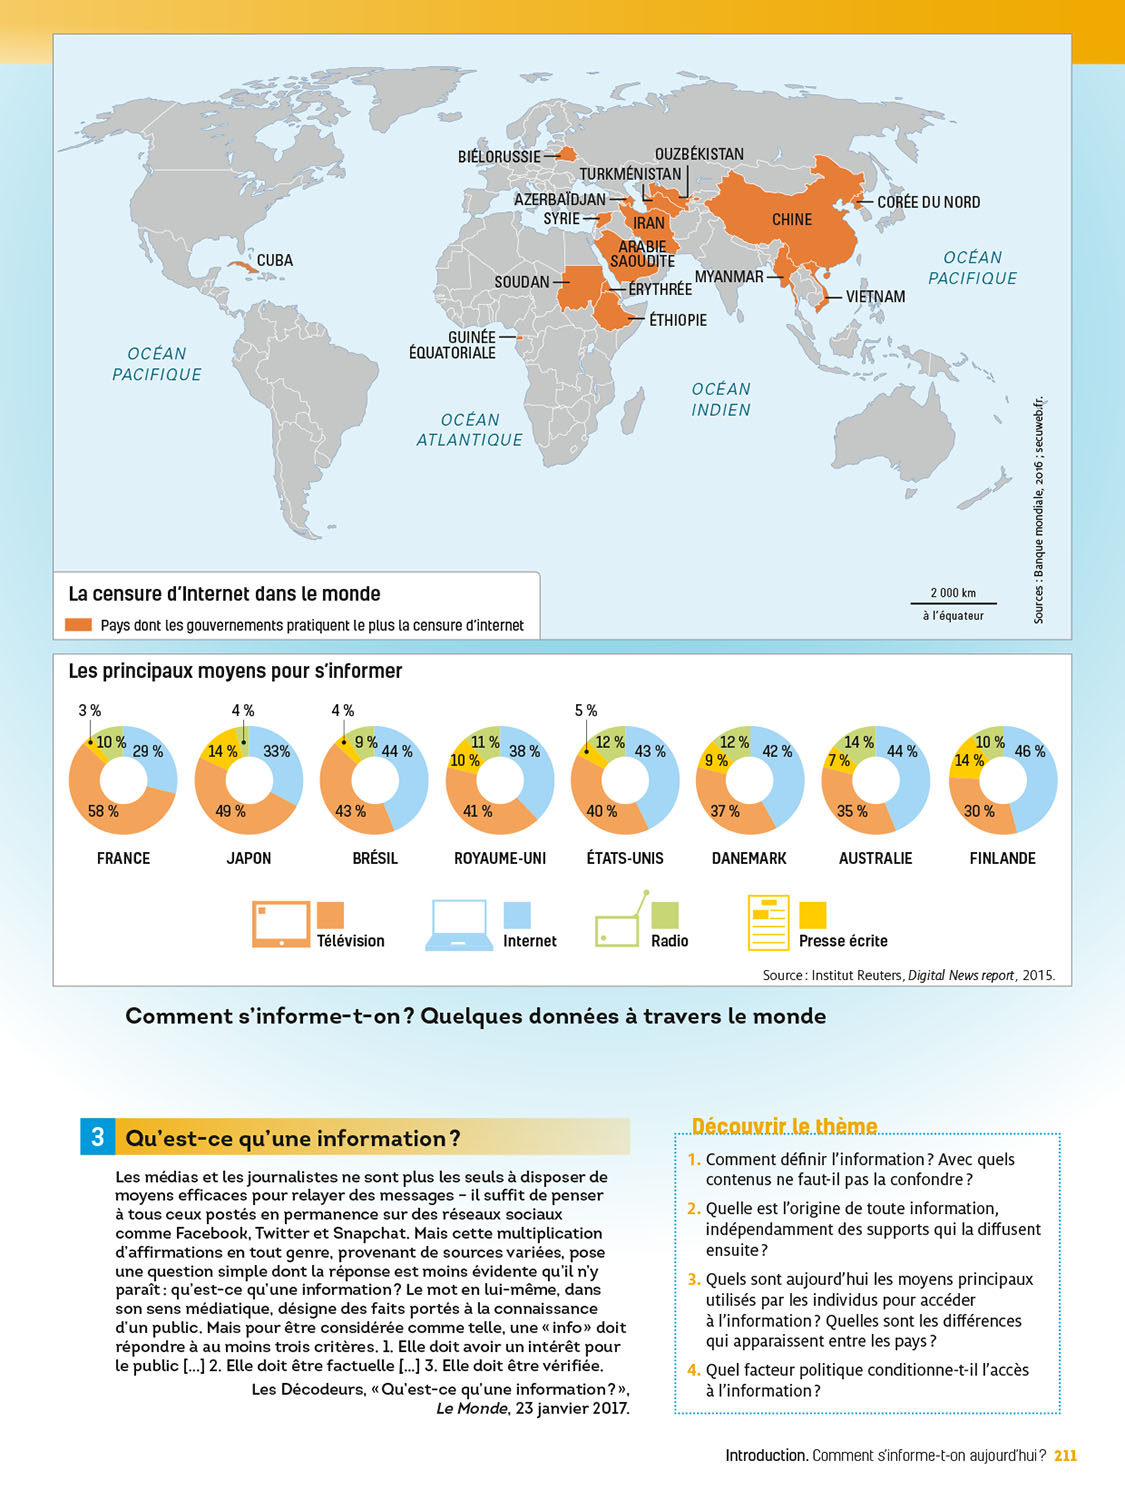 BIÉLORUSSIE
OUZBÉKISTAN
TURKMÉNISTAN
AZERBAÏDJAN
SYRIE
IRAN
CHINE
CORÉE DU NORD
CUBA
ARABIE
SAOUDITE
OCÉAN
PACIFIQUE
SOUDAN
ÉRYTHRÉE
MYANMAR
VIETNAM
ÉTHIOPIE
GUINÉE
ÉQUATORIALE
OCÉAN
PACIFIQUE
OCÉAN
ATLANTIQUE
OCÉAN
INDIEN
Sources : Banque mondiale, 2016 ; secuweb.fr.
La censure d'Internet dans le monde
Pays dont les gouvernements pratiquent le plus la censure d'internet
2 000 km
à l'équateur
Les principaux moyens pour s'informer
3 %
10 %
29 %
58 %
FRANCE
4 %
14 %
33%
49 %
JAPON
4 %
9 %
44 %
43 %
BRÉSIL
11 %
10 %
38 %
41 %
ROYAUME-UNI
5 %
12 %
43 %
40 %
ÉTATS-UNIS
12 %
9 %
42 %
37 %
DANEMARK
14 %
7 %
44 %
35 %
AUSTRALIE
10 %
14 %
46 %
30 %
FINLANDE
Télévision
Internet
Radio
Presse écrite
Source : Institut Reuters, Digital News report, 2015.
Comment s'informe-t-on ? Quelques données à travers le monde
3 Qu'est-ce qu'une information ?
Les médias et les journalistes ne sont plus les seuls à disposer de
moyens efficaces pour relayer des messages – il suffit de penser
à tous ceux postés en permanence sur des réseaux sociaux
comme Facebook, Twitter et Snapchat. Mais cette multiplication
d'affirmations en tout genre, provenant de sources variées, pose
une question simple dont la réponse est moins évidente qu'il n'y
paraît : qu'est-ce qu'une information ? Le mot en lui-même, dans
son sens médiatique, désigne des faits portés à la connaissance
d'un public. Mais pour être considérée comme telle, une « info » doit
répondre à au moins trois critères. 1. Elle doit avoir un intérêt pour
le public [...] 2. Elle doit être factuelle [...] 3. Elle doit être vérifiée.
Les Décodeurs, « Qu'est-ce qu'une information ? »,
Le Monde, 23 janvier 2017.
Découvrir le thème
1. Comment définir l'information ? Avec quels
contenus ne faut-il pas la confondre ?
2. Quelle est l'origine de toute information,
indépendamment des supports qui la diffusent
ensuite ?
3. Quels sont aujourd'hui les moyens principaux
utilisés par les individus pour accéder
à l'information ? Quelles sont les différences
qui apparaissent entre les pays ?
4. Quel facteur politique conditionne-t-il l'accès
à l'information ?
Introduction. Comment s'informe-t-on aujourd'hui ? 211